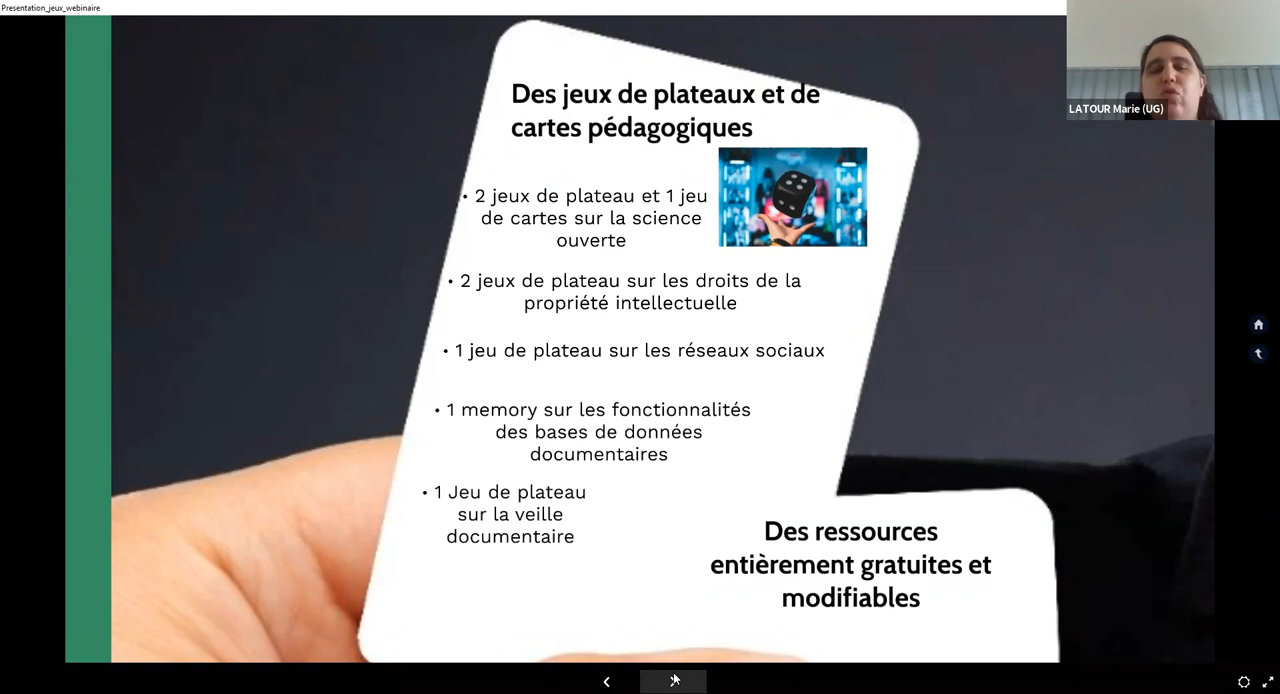 Presentation_jeux_webinaire
LATOUR Marie (UG)
Des jeux de plateaux et de
cartes pédagogiques
• 2 jeux de plateau et 1 jeu
de cartes sur la science
ouverte
• 2 jeux de plateau sur les droits de la
propriété intellectuelle
• 1 jeu de plateau sur les réseaux sociaux
• 1 memory sur les fonctionnalités
des bases de données
documentaires
• 1 Jeu de plateau
sur la veille
documentaire
Des ressources
entièrement gratuites et
modifiables